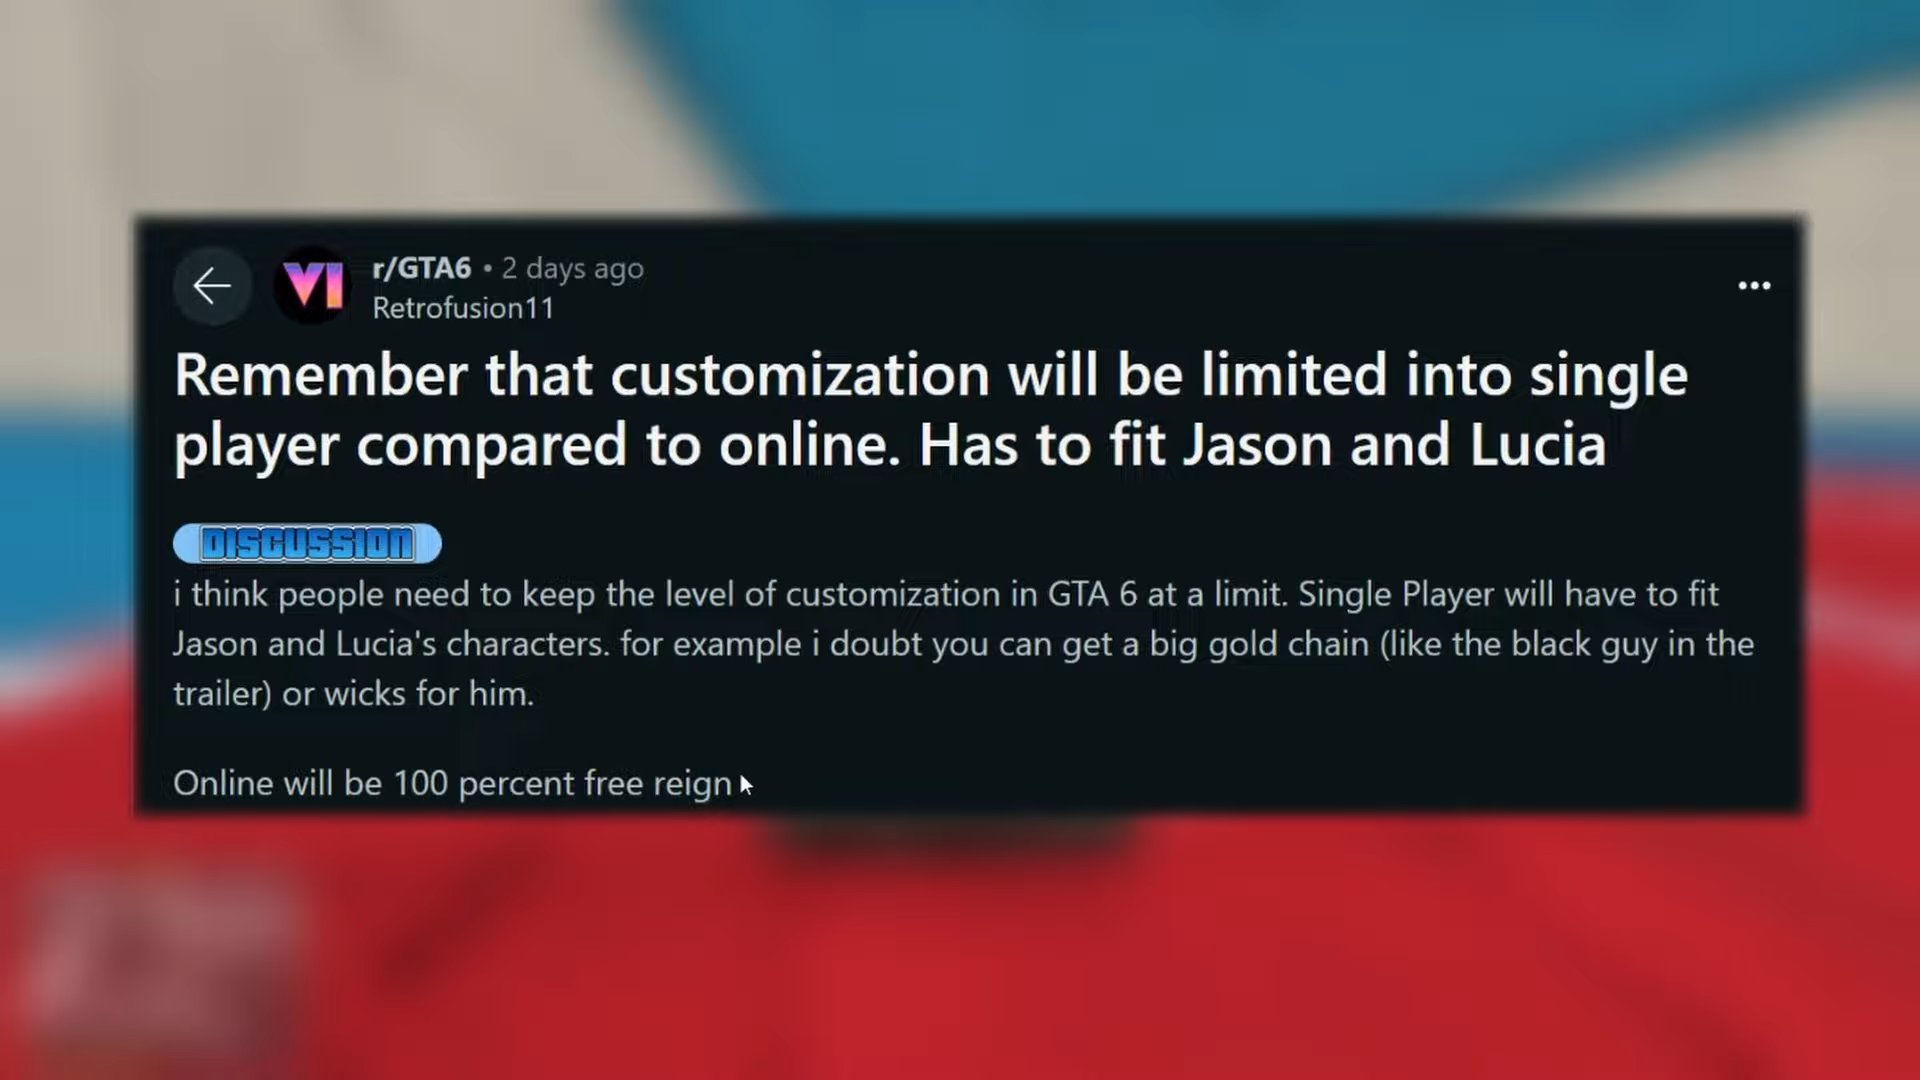 r/GTA6 • 2 days ago
Retrofusion11
Remember that customization will be limited into single
player compared to online. Has to fit Jason and Lucia
DISCUSSION
i think people need to keep the level of customization in GTA 6 at a limit. Single Player will have to fit
Jason and Lucia's characters. for example i doubt you can get a big gold chain (like the black guy in the
trailer) or wicks for him.
Online will be 100 percent free reign